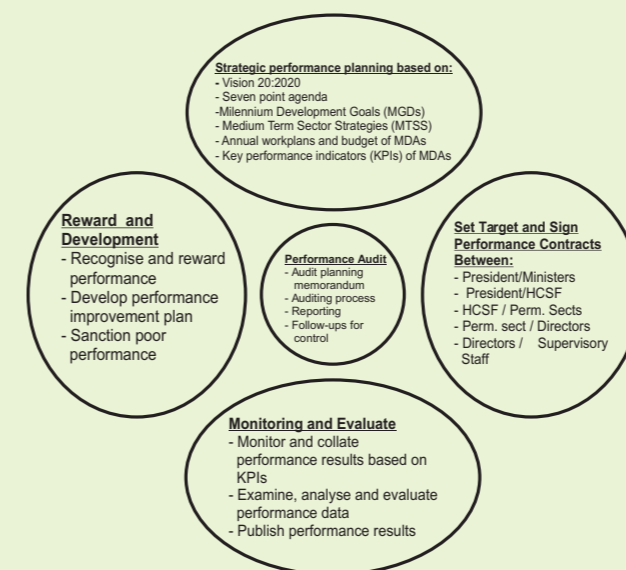 Strategic performance planning based on:
- Vision 20:2020
- Seven point agenda
-Milennium Development Goals (MGDs)
- Medium Term Sector Strategies (MTSS)
- Annual workplans and budget of MDAs
- Key performance indicators (KPIs) of MDAs
Reward and
Development
- Recognise and reward
performance
- Develop performance
improvement plan
- Sanction poor
performance
Performance Audit
- Audit planning
memorandum
- Auditing process
- Reporting
- Follow-ups for
control
Set Target and Sign
Performance Contracts
Between:
- President/Ministers
- President/HCSF
- HCSF / Perm. Sects
- Perm. sect / Directors
- Directors / Supervisory
Staff
Monitoring and Evaluate
- Monitor and collate
performance results based on
KPIs
- Examine, analyse and evaluate
performance data
- Publish performance results